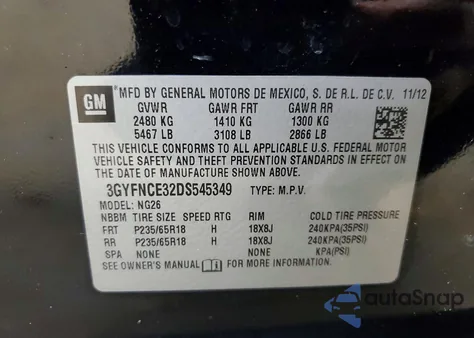 GM
MFD BY GENERAL MOTORS DE MEXICO, S. DE R.L. DE C.V. 11/12
GVWR GAWR FRT GAWR RR
2480 KG 1410 KG 1300 KG
5467 LB 3108 LB 2866 LB
THIS VEHICLE CONFORMS TO ALL APPLICABLE U.S. FEDERAL MOTOR
VEHICLE SAFETY AND THEFT PREVENTION STANDARDS IN EFFECT ON
THE DATE OF MANUFACTURE SHOWN ABOVE.
3GYFNCE32DS545349 TYPE: M.P.V.
MODEL: NG26
NBBM TIRE SIZE SPEED RTG RIM COLD TIRE PRESSURE
FRT P235/65R18 H 18X8J 240KPA(35PSI)
RR P235/65R18 H 18X8J 240KPA(35PSI)
SPA NONE NONE KPA(PSI)
SEE OWNER'S MANUAL FOR MORE INFORMATION.
autoSnap